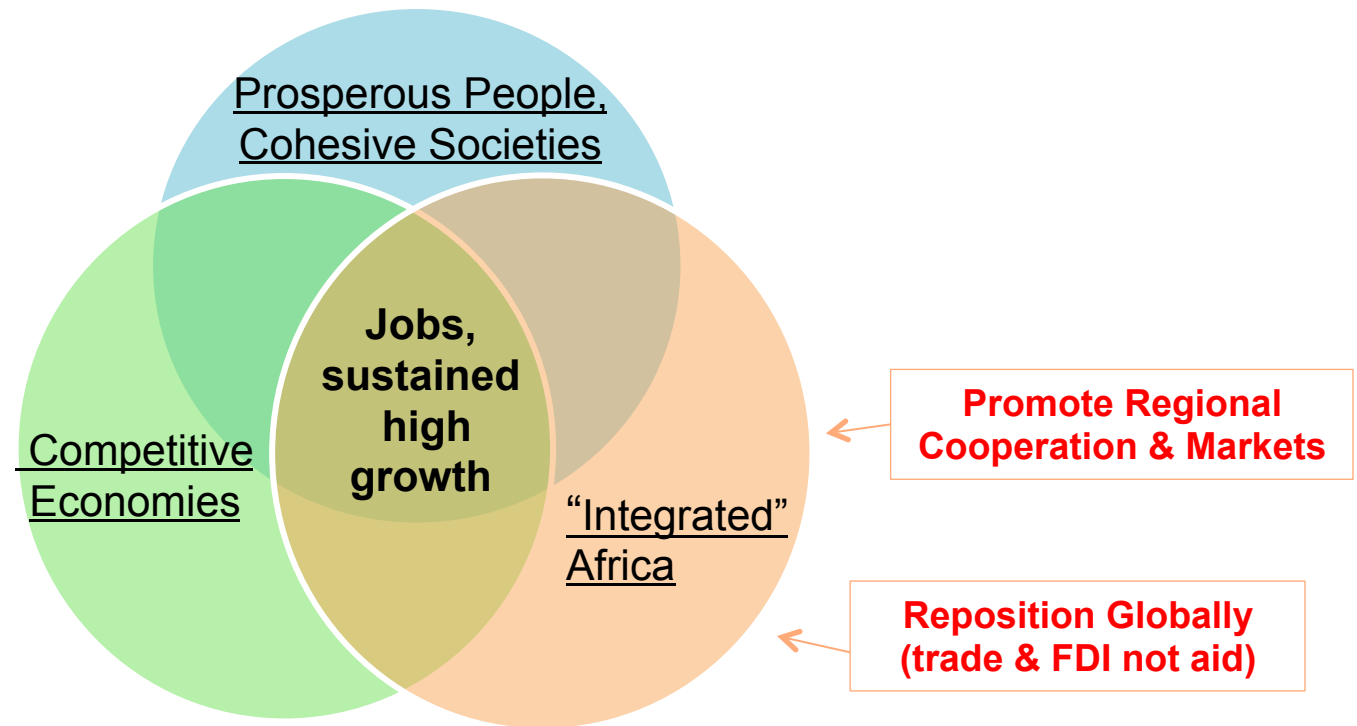 Prosperous People,
Cohesive Societies
Jobs,
sustained
high
growth
Competitive
Economies
“Integrated”
Africa
Promote Regional
Cooperation & Markets
Reposition Globally
(trade & FDI not aid)